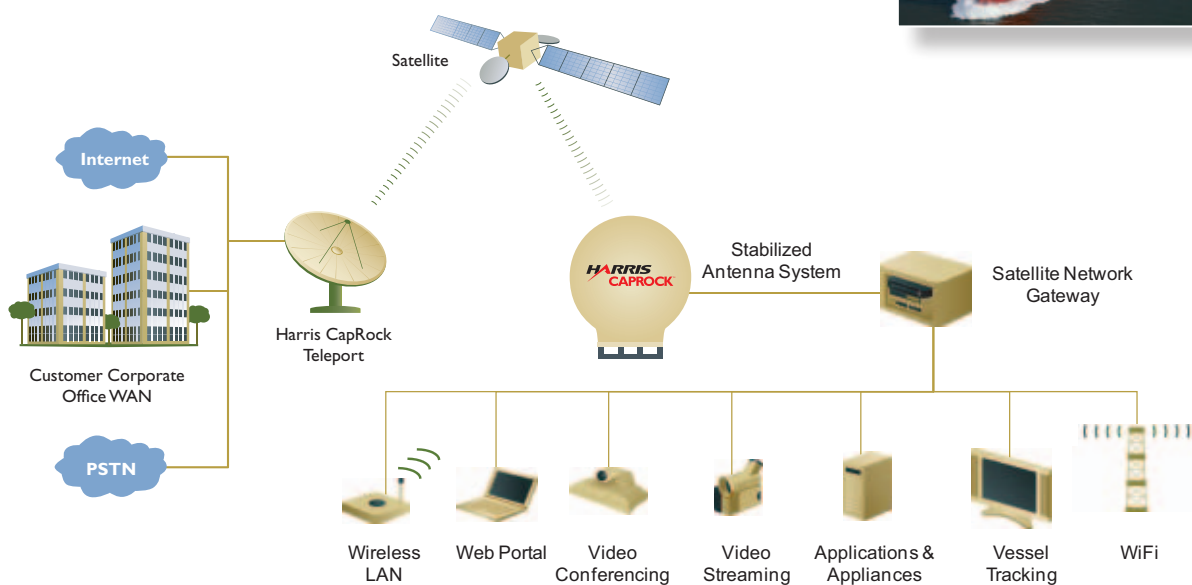 Satellite
Internet
Customer Corporate
Office WAN
PSTN
Harris CapRock
Teleport
HARRIS
CAPROCK
Stabilized
Antenna System
Satellite Network
Gateway
Wireless
LAN
Web Portal
Video
Conferencing
Video
Streaming
Applications &
Appliances
Vessel
Tracking
WiFi